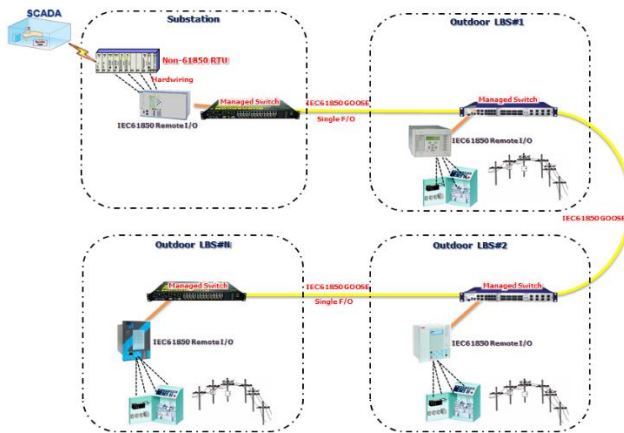 SCADA
Substation
Non-61850 RTU
Hardwiring
Managed Switch
IEC61850 Remote I/O
IEC61850 GOOSE
Single F/O
Outdoor LBS#1
Managed Switch
IEC61850 Remote I/O
IEC61850 GOOSE
Outdoor LBS#N
Managed Switch
IEC61850 Remote I/O
IEC61850 GOOSE
Single F/O
Outdoor LBS#2
Managed Switch
IEC61850 Remote I/O